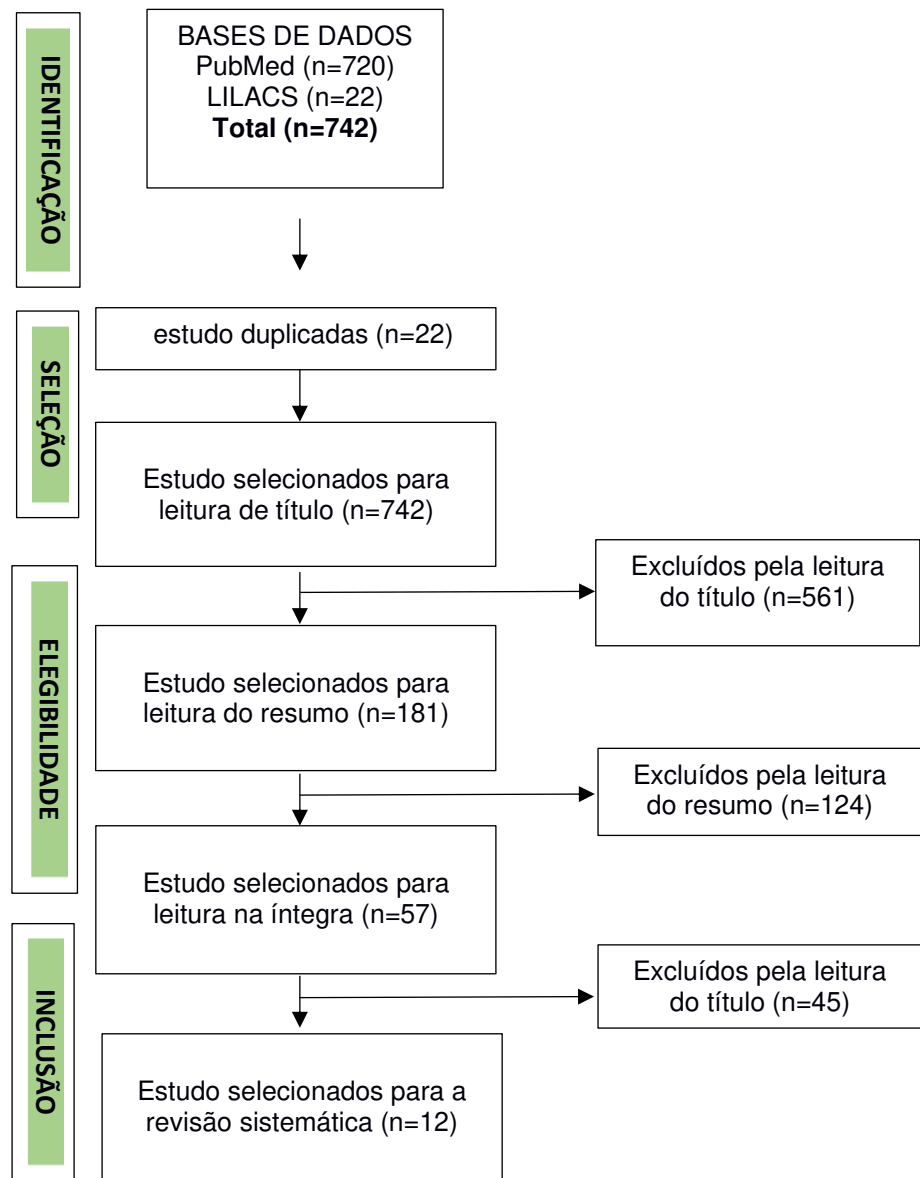 IDENTIFICAÇÃO
BASES DE DADOS
PubMed (n=720)
LILACS (n=22)
Total (n=742)
SELEÇÃO
estudo duplicadas (n=22)
Estudo selecionados para
leitura de título (n=742)
ELEGIBILIDADE
Excluídos pela leitura
do título (n=561)
Estudo selecionados para
leitura do resumo (n=181)
Excluídos pela leitura
do resumo (n=124)
Estudo selecionados para
leitura na íntegra (n=57)
INCLUSÃO
Excluídos pela leitura
do título (n=45)
Estudo selecionados para a
revisão sistemática (n=12)